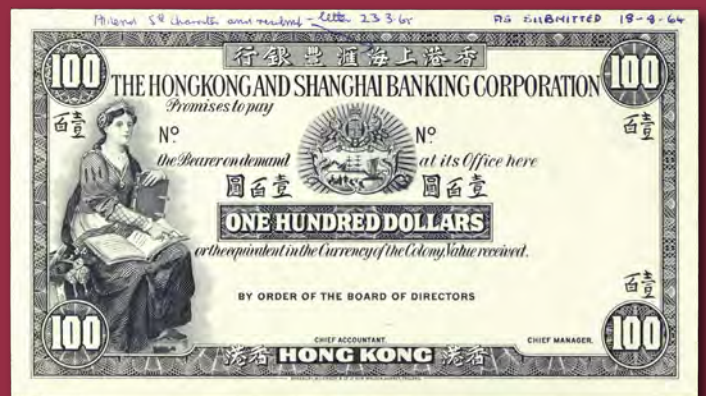 letter 23 3 65 AS SUBMITTED 18-8-64
行銀豐滙海上港香
100 100
THE HONGKONG AND SHANGHAI BANKING CORPORATION
Promises to pay
百壹 百壹
Nº Nº
the Bearer on demand at its Office here
圓百壹 圓百壹
ONE HUNDRED DOLLARS
or the equivalent in the Currency of the Colony, Value received.
百壹
BY ORDER OF THE BOARD OF DIRECTORS
100 100
CHIEF ACCOUNTANT. CHIEF MANAGER.
港香 HONG KONG 港香